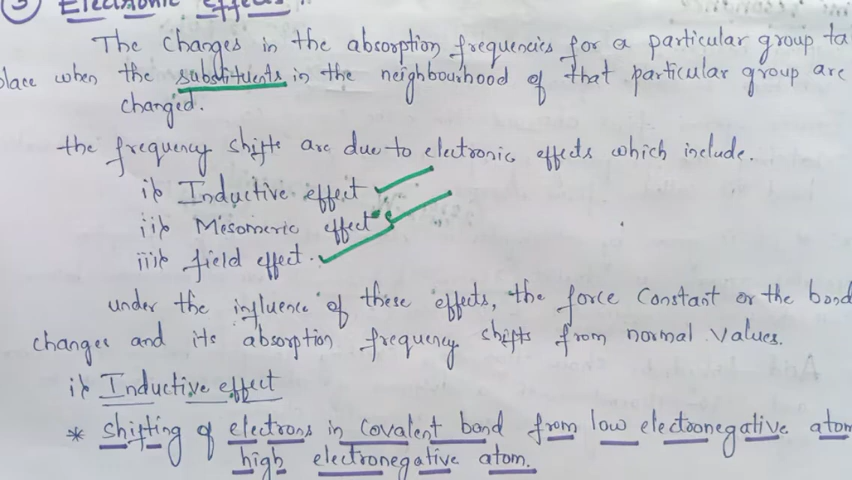 3 Electronic Effects :
The changes in the absorption frequencies for a particular group ta
place when the substituents in the neighbourhood of that particular group are
changed.
the frequency shifts are due to electronic effects which include.
i) Inductive effect
ii) Mesomeric effect
iii) field effect.
under the influence of these effects, the force constant or the bond
changes and its absorption frequency shifts from normal values.
i) Inductive effect
* Shifting of electrons in covalent bond from low electronegative atom
high electronegative atom.